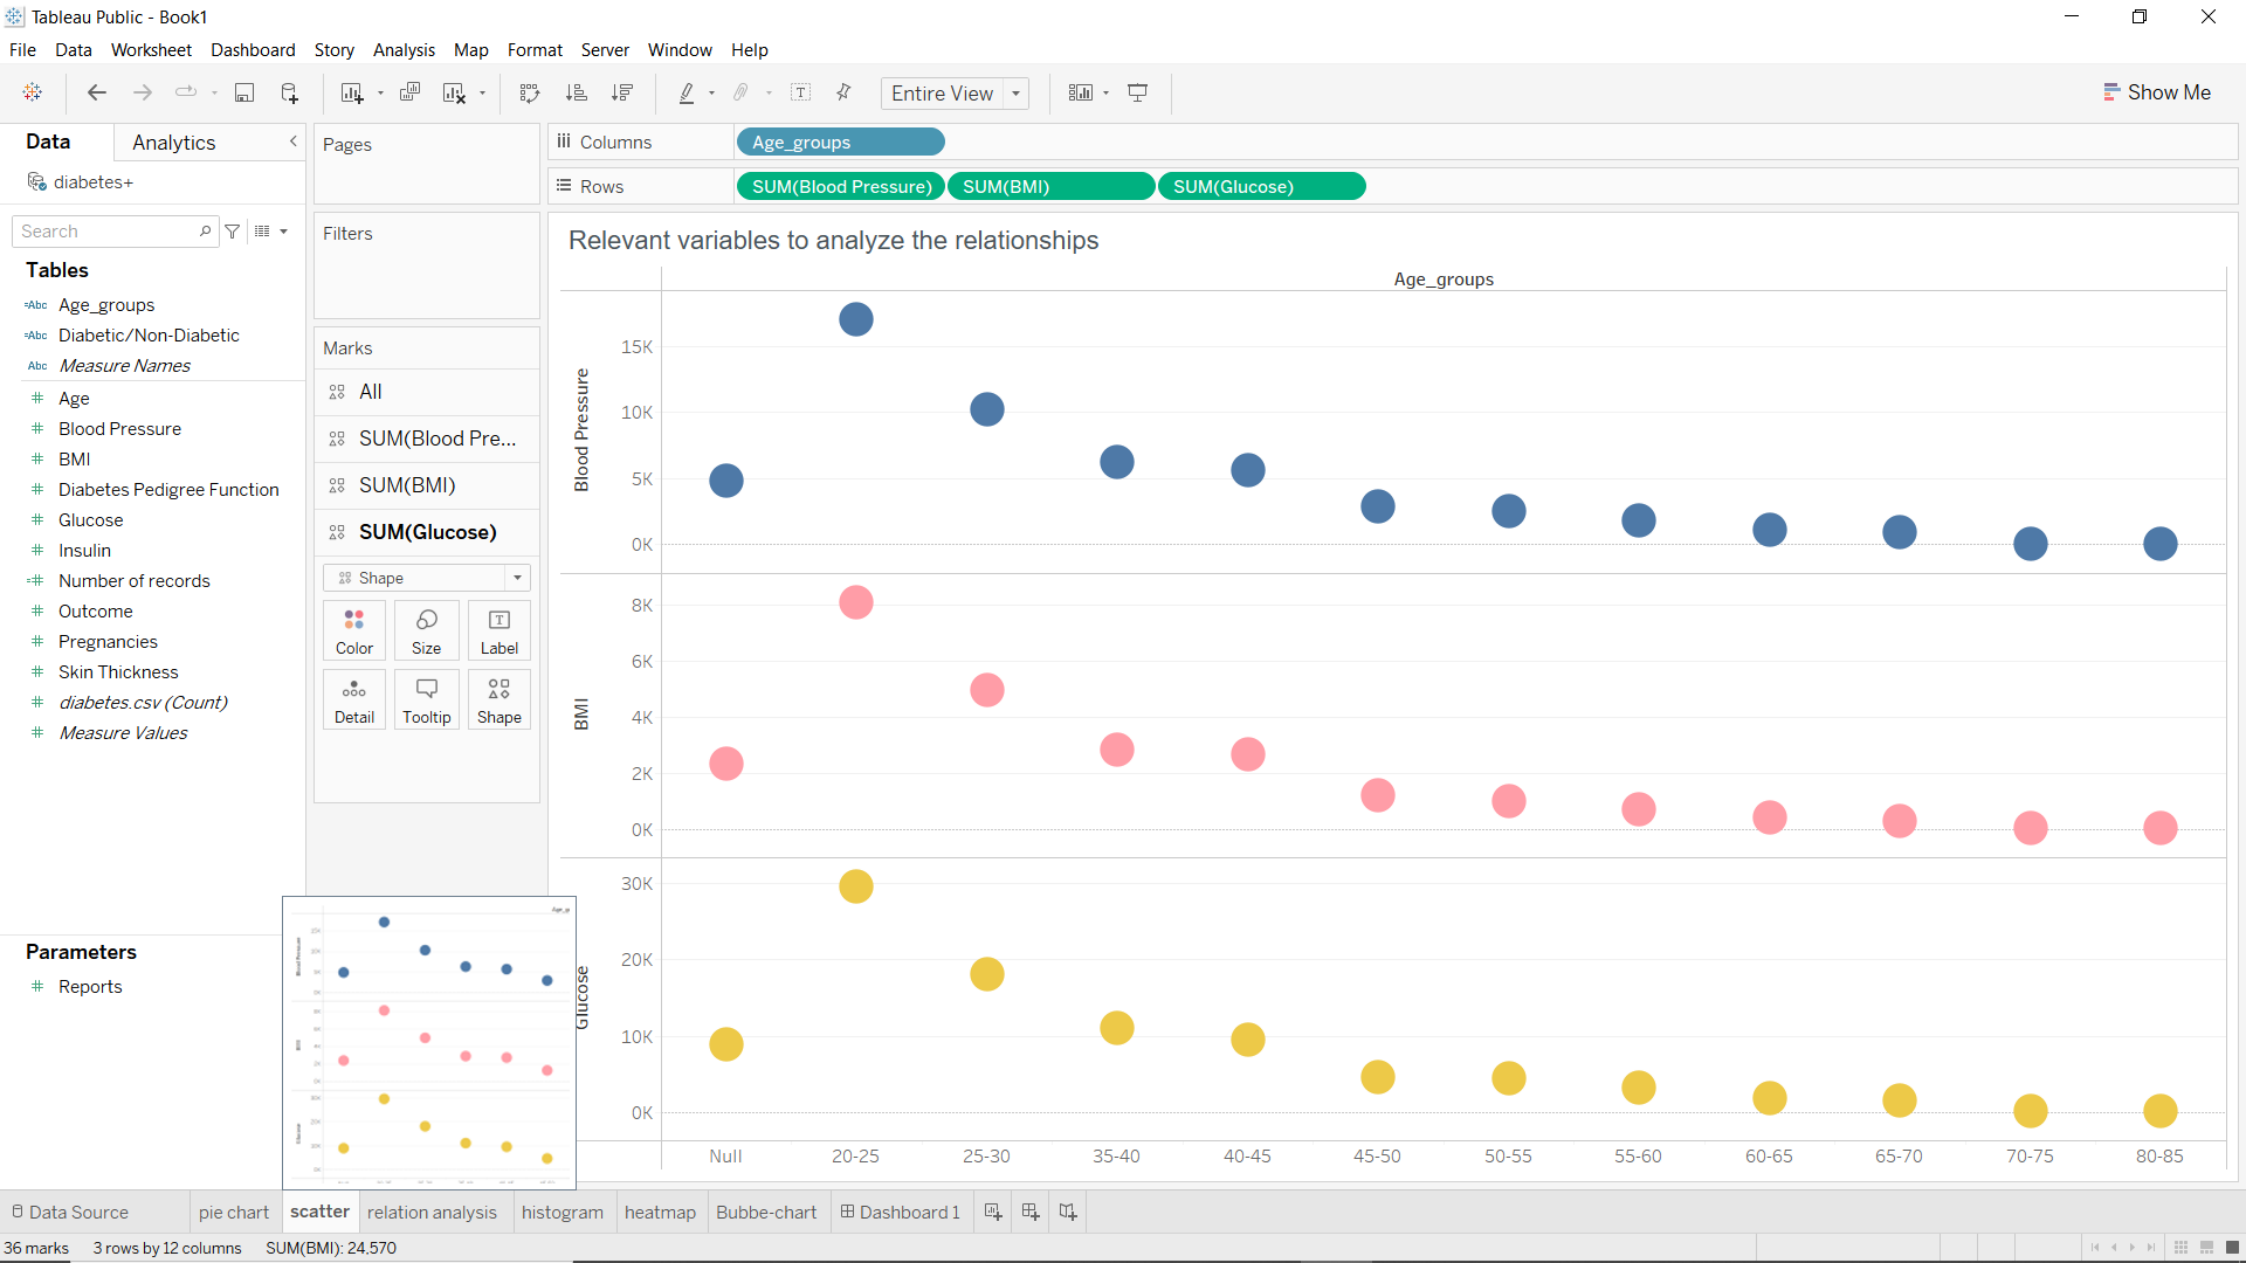 Tableau Public - Book1
File Data Worksheet Dashboard Story Analysis Map Format Server Window Help
Entire View
Show Me
Data
Analytics
diabetes+
Search
Tables
Age_groups
Diabetic/Non-Diabetic
Measure Names
Age
Blood Pressure
BMI
Diabetes Pedigree Function
Glucose
Insulin
Number of records
Outcome
Pregnancies
Skin Thickness
diabetes.csv (Count)
Measure Values
Parameters
Reports
Pages
Filters
Marks
All
SUM(Blood Pre...
SUM(BMI)
SUM(Glucose)
Shape
Color Size Label
Detail Tooltip Shape
Columns Age_groups
Rows SUM(Blood Pressure) SUM(BMI) SUM(Glucose)
Relevant variables to analyze the relationships
Age_groups
Blood Pressure
15K
10K
5K
0K
BMI
8K
6K
4K
2K
0K
Glucose
30K
20K
10K
0K
Null 20-25 25-30 35-40 40-45 45-50 50-55 55-60 60-65 65-70 70-75 80-85
Data Source pie chart scatter relation analysis histogram heatmap Bubbe-chart Dashboard 1
36 marks 3 rows by 12 columns SUM(BMI): 24,570